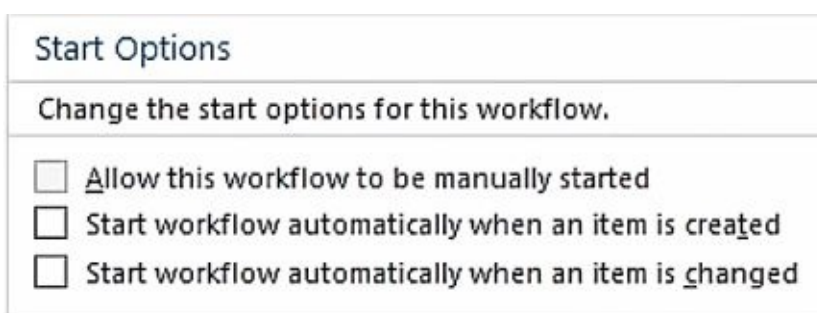 Start Options
Change the start options for this workflow.
Allow this workflow to be manually started
Start workflow automatically when an item is created
Start workflow automatically when an item is changed